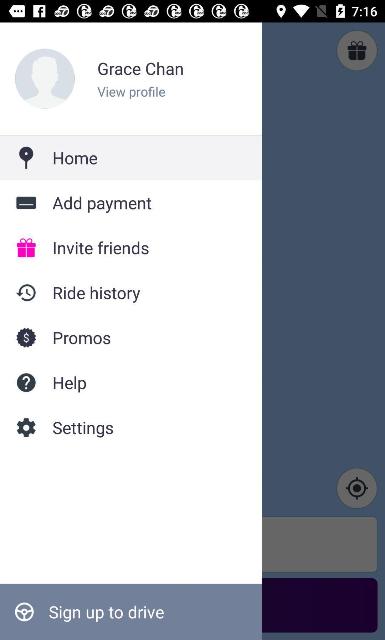 7:16
Grace Chan
View profile
Home
Add payment
Invite friends
Ride history
Promos
Help
Settings
Sign up to drive